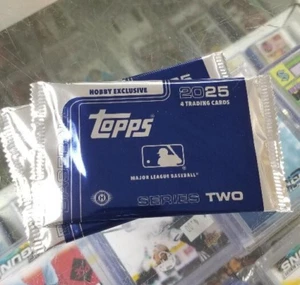 HOBBY EXCLUSIVE
2025
4 TRADING CARDS
Topps
MAJOR LEAGUE BASEBALL
H
SERIES TWO